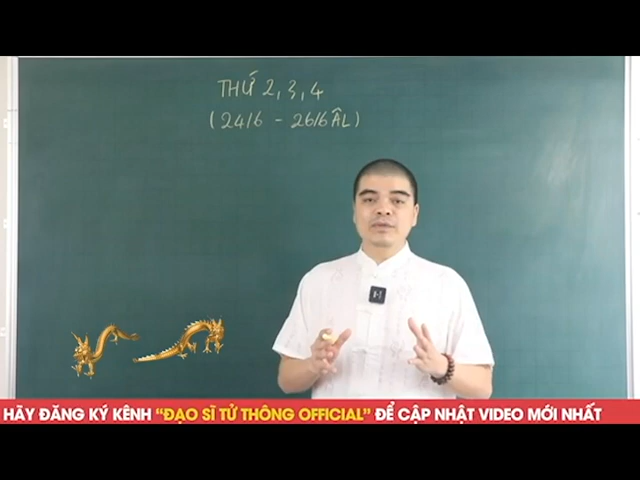 THỨ 2, 3, 4
(24/6 - 26/6 ÂL)
HÃY ĐĂNG KÝ KÊNH “ĐẠO SĨ TỬ THÔNG OFFICIAL” ĐỂ CẬP NHẬT VIDEO MỚI NHẤT